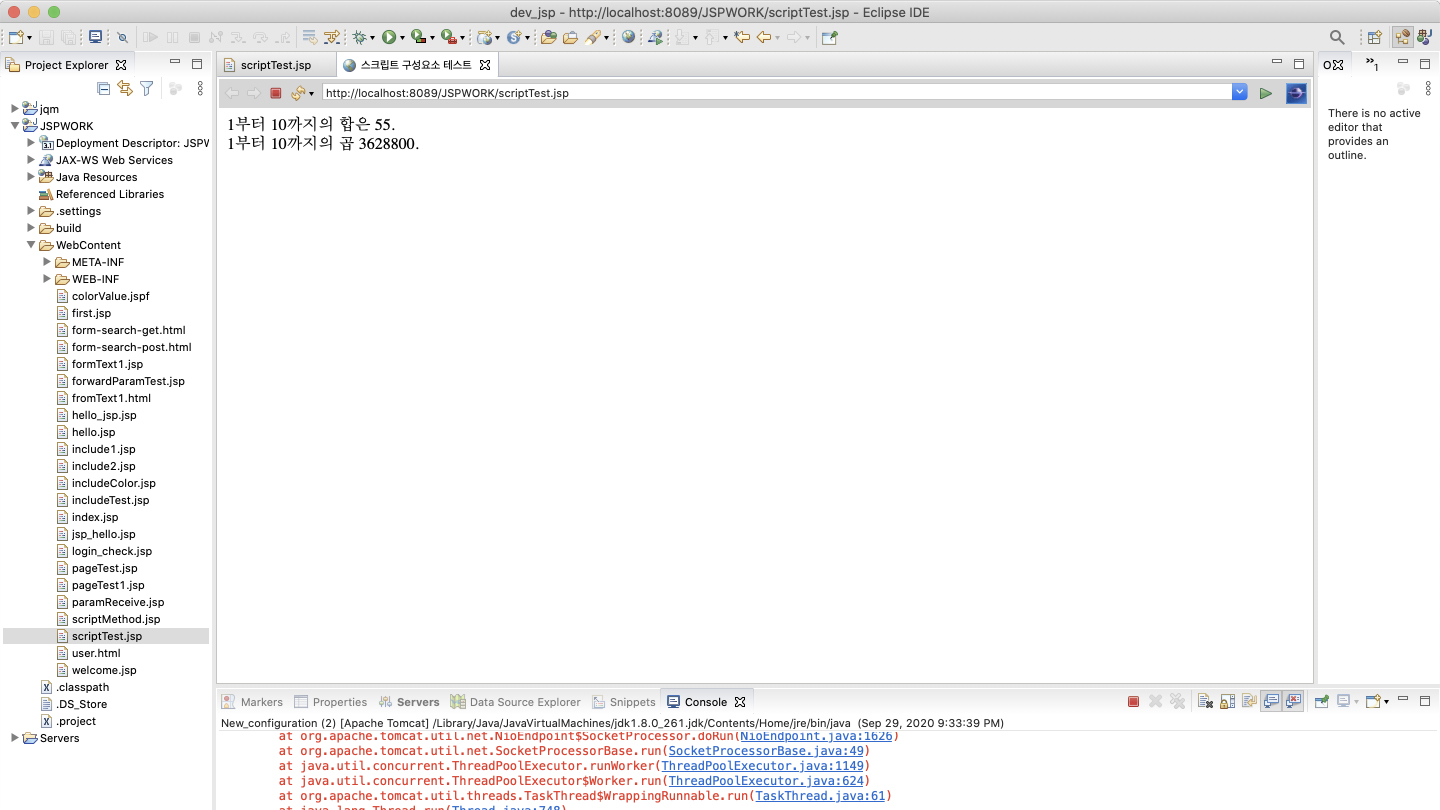 dev_jsp - http://localhost:8089/JSPWORK/scriptTest.jsp - Eclipse IDE
Project Explorer
jqm
JSPWORK
Deployment Descriptor: JSPW
JAX-WS Web Services
Java Resources
Referenced Libraries
.settings
build
WebContent
META-INF
WEB-INF
colorValue.jspf
first.jsp
form-search-get.html
form-search-post.html
formText1.jsp
forwardParamTest.jsp
fromText1.html
hello_jsp.jsp
hello.jsp
include1.jsp
include2.jsp
includeColor.jsp
includeTest.jsp
index.jsp
jsp_hello.jsp
login_check.jsp
pageTest.jsp
pageTest1.jsp
paramReceive.jsp
scriptMethod.jsp
scriptTest.jsp
user.html
welcome.jsp
.classpath
.DS_Store
.project
Servers
scriptTest.jsp
스크립트 구성요소 테스트
http://localhost:8089/JSPWORK/scriptTest.jsp
1부터 10까지의 합은 55.
1부터 10까지의 곱 3628800.
O
»1
There is no active
editor that
provides an
outline.
Markers Properties Servers Data Source Explorer Snippets Console
New_configuration (2) [Apache Tomcat] /Library/Java/JavaVirtualMachines/jdk1.8.0_261.jdk/Contents/Home/jre/bin/java (Sep 29, 2020 9:33:39 PM)
at org.apache.tomcat.util.net.NioEndpoint$SocketProcessor.doRun(NioEndpoint.java:1626)
at org.apache.tomcat.util.net.SocketProcessorBase.run(SocketProcessorBase.java:49)
at java.util.concurrent.ThreadPoolExecutor.runWorker(ThreadPoolExecutor.java:1149)
at java.util.concurrent.ThreadPoolExecutor$Worker.run(ThreadPoolExecutor.java:624)
at org.apache.tomcat.util.threads.TaskThread$WrappingRunnable.run(TaskThread.java:61)
at java.lang.Thread.run(Thread.java:748)